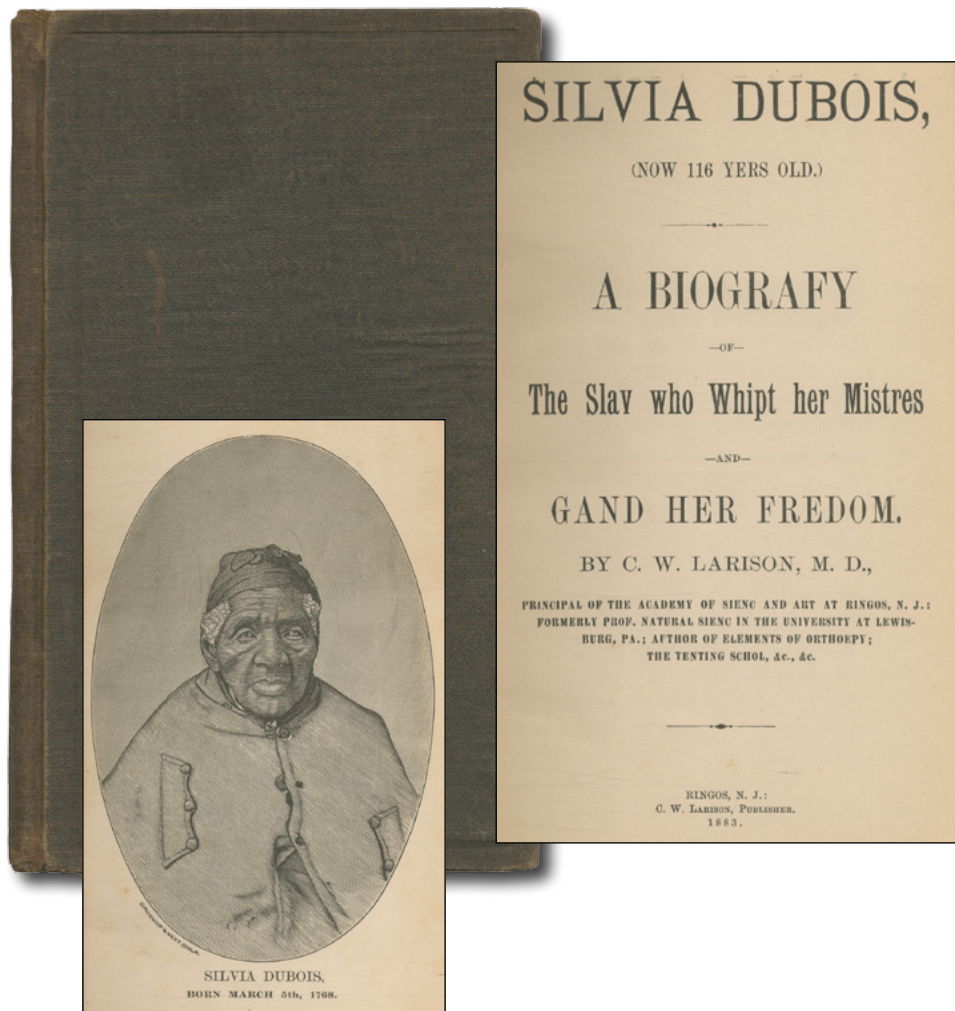 SILVIA DUBOIS,
(NOW 116 YERS OLD.)
A BIOGRAFY
—OF—
The Slav who Whipt her Mistres
—AND—
GAND HER FREDOM.
BY C. W. LARISON, M. D.,
PRINCIPAL OF THE ACADEMY OF SIENC AND ART AT RINGOS, N. J.:
FORMERLY PROF. NATURAL SIENC IN THE UNIVERSITY AT LEWIS-
BURG, PA.; AUTHOR OF ELEMENTS OF ORTHOEPY;
THE TENTING SCHOL, &c., &c.
RINGOS, N. J.:
C. W. LARISON, PUBLISHER.
1883.
SILVIA DUBOIS,
BORN MARCH 5th, 1768.